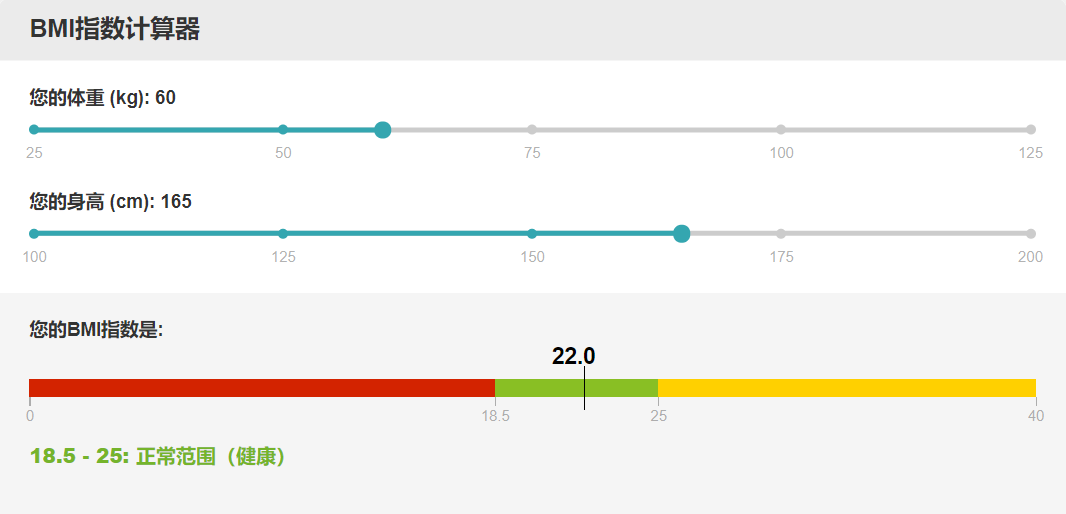 BMI指数计算器
您的体重 (kg): 60
25 50 75 100 125
您的身高 (cm): 165
100 125 150 175 200
您的BMI指数是:
22.0
0 18.5 25 40
18.5 - 25: 正常范围（健康）